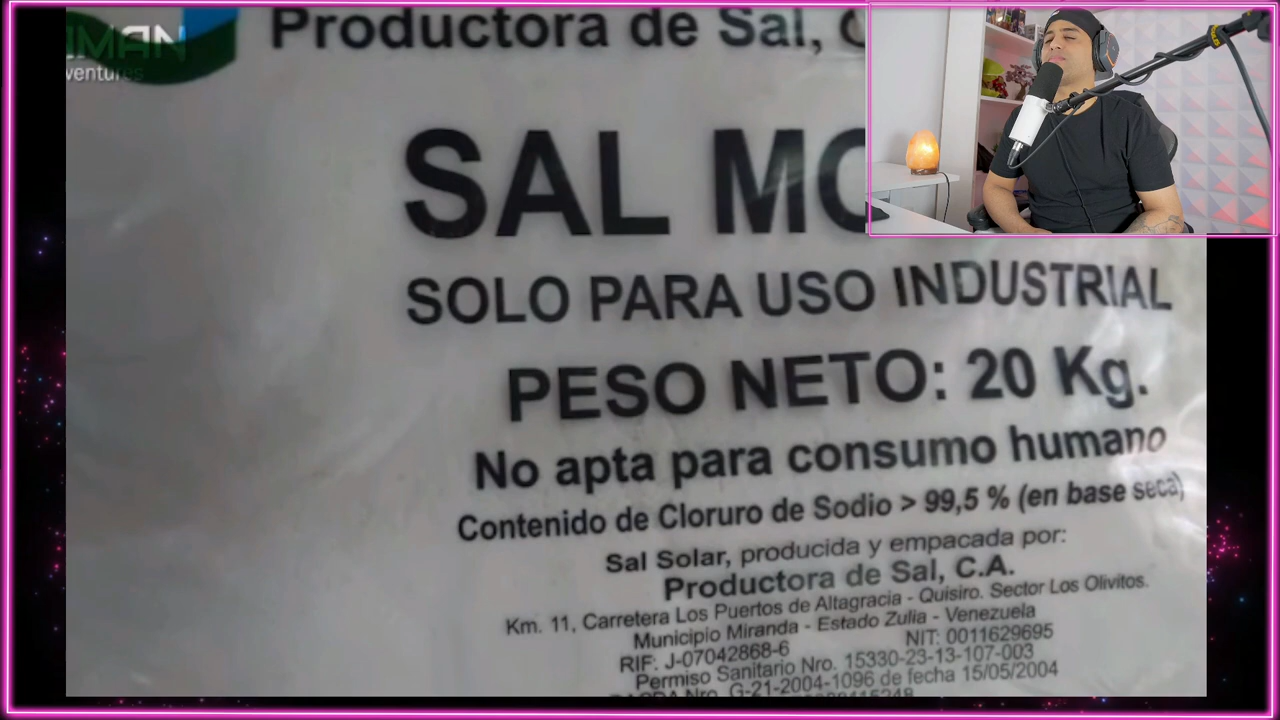 MAN
ventures
Productora de Sal,
SAL
SOLO PARA USO INDUSTRIAL
PESO NETO: 20 Kg.
No apta para consumo humano
Contenido de Cloruro de Sodio > 99,5 % (en base seca)
Sal Solar, producida y empacada por:
Productora de Sal, C.A.
Km. 11, Carretera Los Puertos de Altagracia - Quisiro. Sector Los Olivitos.
Municipio Miranda - Estado Zulia - Venezuela
RIF: J-07042868-6 NIT: 0011629695
Permiso Sanitario Nro. 15330-23-13-107-003
Nro. G-21-2004-1096 de fecha 15/05/2004